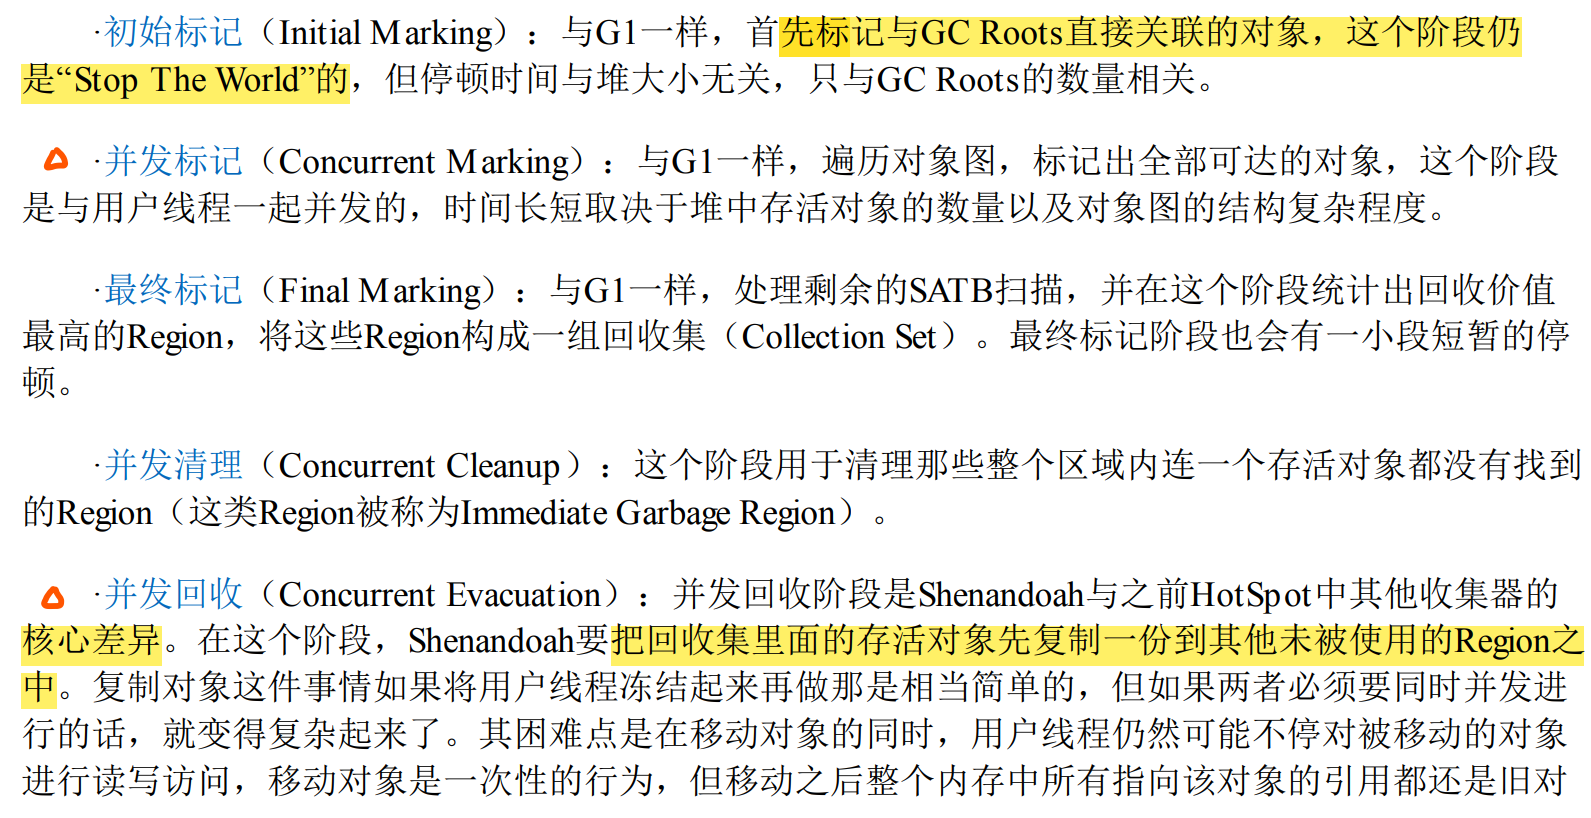 ·初始标记（Initial Marking）：与G1一样，首先标记与GC Roots直接关联的对象，这个阶段仍
是“Stop The World”的，但停顿时间与堆大小无关，只与GC Roots的数量相关。
·并发标记（Concurrent Marking）：与G1一样，遍历对象图，标记出全部可达的对象，这个阶段
是与用户线程一起并发的，时间长短取决于堆中存活对象的数量以及对象图的结构复杂程度。
·最终标记（Final Marking）：与G1一样，处理剩余的SATB扫描，并在这个阶段统计出回收价值
最高的Region，将这些Region构成一组回收集（Collection Set）。最终标记阶段也会有一小段短暂的停
顿。
·并发清理（Concurrent Cleanup）：这个阶段用于清理那些整个区域内连一个存活对象都没有找到
的Region（这类Region被称为Immediate Garbage Region）。
·并发回收（Concurrent Evacuation）：并发回收阶段是Shenandoah与之前HotSpot中其他收集器的
核心差异。在这个阶段，Shenandoah要把回收集里面的存活对象先复制一份到其他未被使用的Region之
中。复制对象这件事情如果将用户线程冻结起来再做那是相当简单的，但如果两者必须要同时并发进
行的话，就变得复杂起来了。其困难点是在移动对象的同时，用户线程仍然可能不停对被移动的对象
进行读写访问，移动对象是一次性的行为，但移动之后整个内存中所有指向该对象的引用都还是旧对